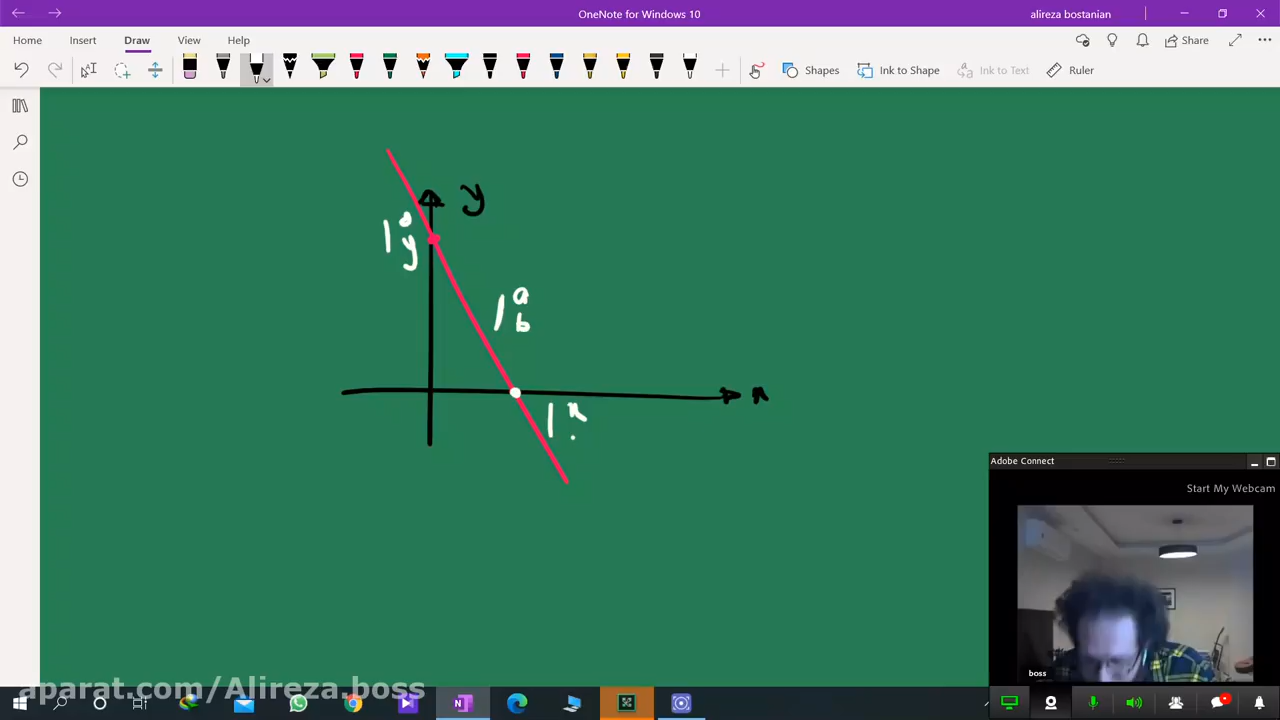 OneNote for Windows 10
alireza bostanian
Home Insert Draw View Help
Share
Shapes
Ink to Shape
Ink to Text
Ruler
y
o
y
a
b
x
x
Adobe Connect
Start My Webcam
boss
aparat.com/Alireza.boss